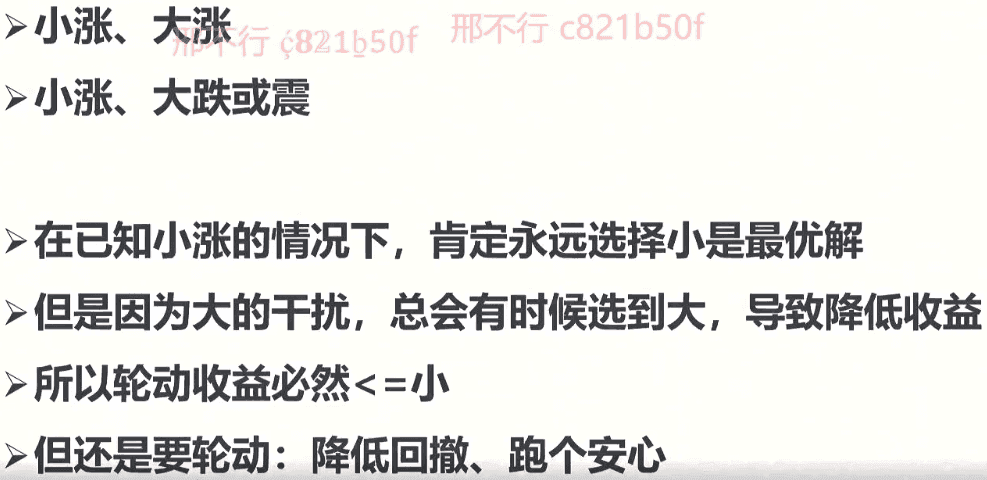 ➢小涨、大涨
邢不行 821b50f
邢不行 c821b50f
➢小涨、大跌或震
➢在已知小涨的情况下，肯定永远选择小是最优解
➢但是因为大的干扰，总会有时候选到大，导致降低收益
➢所以轮动收益必然<=小
➢但还是要轮动：降低回撤、跑个安心